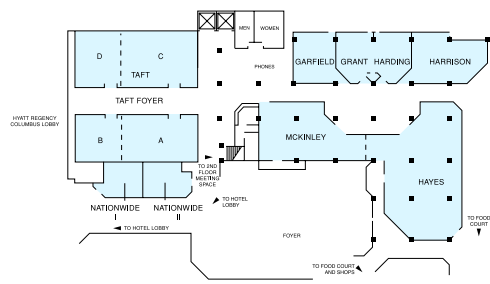 MEN
WOMEN
D
C
TAFT
PHONES
GARFIELD
GRANT
HARDING
HARRISON
TAFT FOYER
HYATT REGENCY
COLUMBUS LOBBY
B
A
MCKINLEY
TO 2ND
FLOOR
MEETING
SPACE
HAYES
NATIONWIDE
I
NATIONWIDE
II
TO HOTEL
LOBBY
TO HOTEL LOBBY
FOYER
TO FOOD
COURT
TO FOOD COURT
AND SHOPS